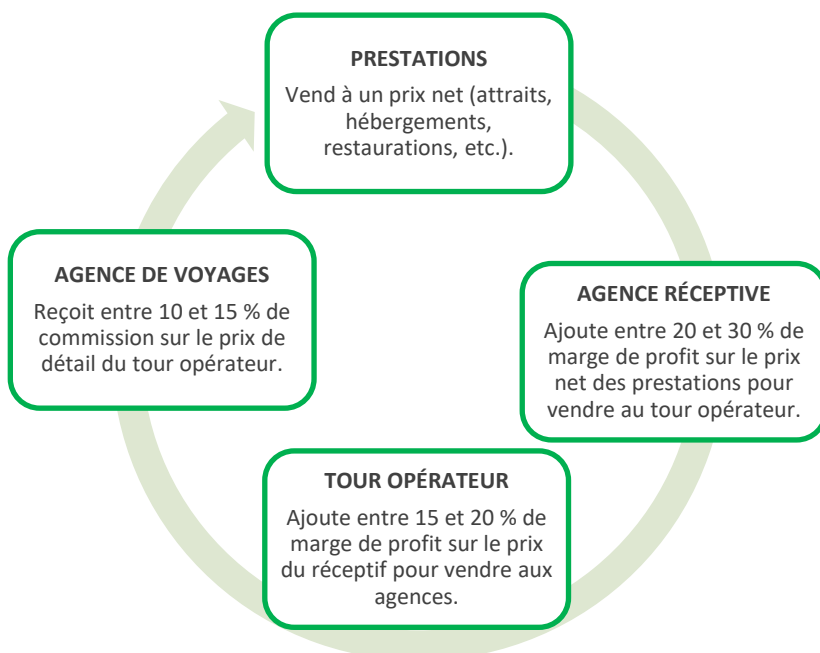 PRESTATIONS
Vend à un prix net (attraits,
hébergements,
restaurations, etc.).
AGENCE RÉCEPTIVE
Ajoute entre 20 et 30 % de
marge de profit sur le prix
net des prestations pour
vendre au tour opérateur.
TOUR OPÉRATEUR
Ajoute entre 15 et 20 % de
marge de profit sur le prix
du réceptif pour vendre aux
agences.
AGENCE DE VOYAGES
Reçoit entre 10 et 15 % de
commission sur le prix de
détail du tour opérateur.